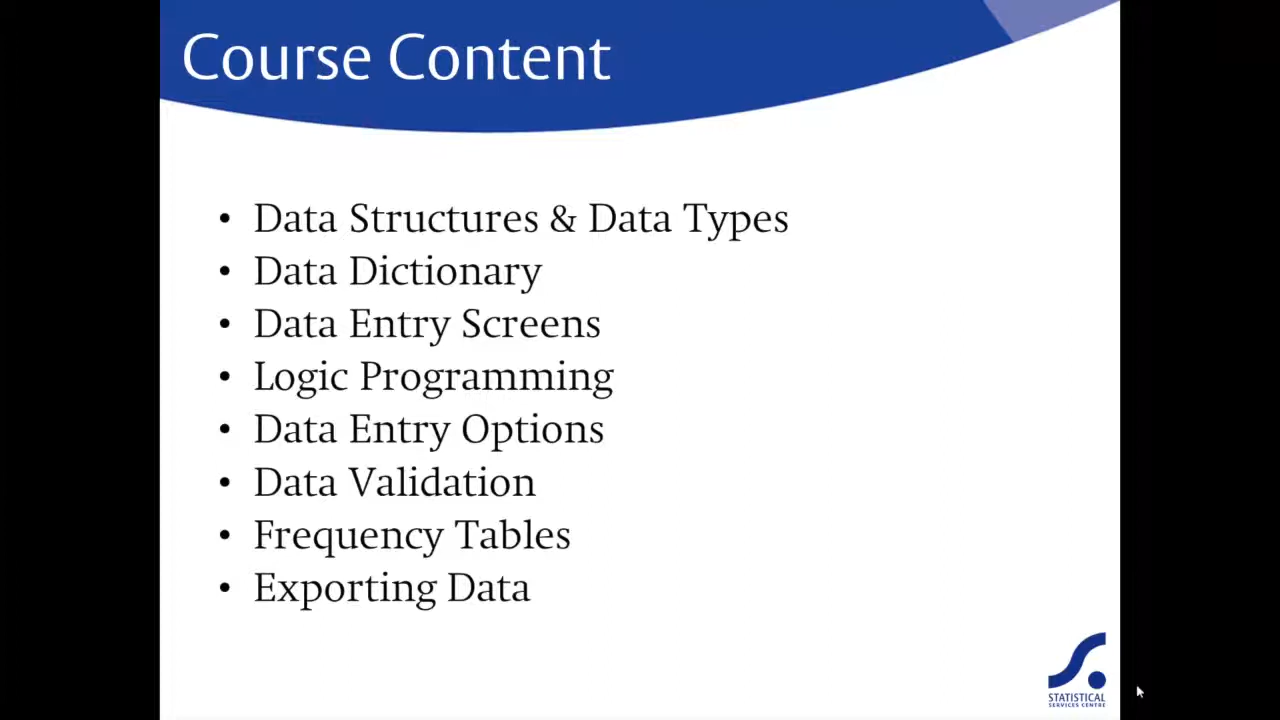 Course Content
• Data Structures & Data Types
• Data Dictionary
• Data Entry Screens
• Logic Programming
• Data Entry Options
• Data Validation
• Frequency Tables
• Exporting Data
STATISTICAL
SERVICES CENTRE